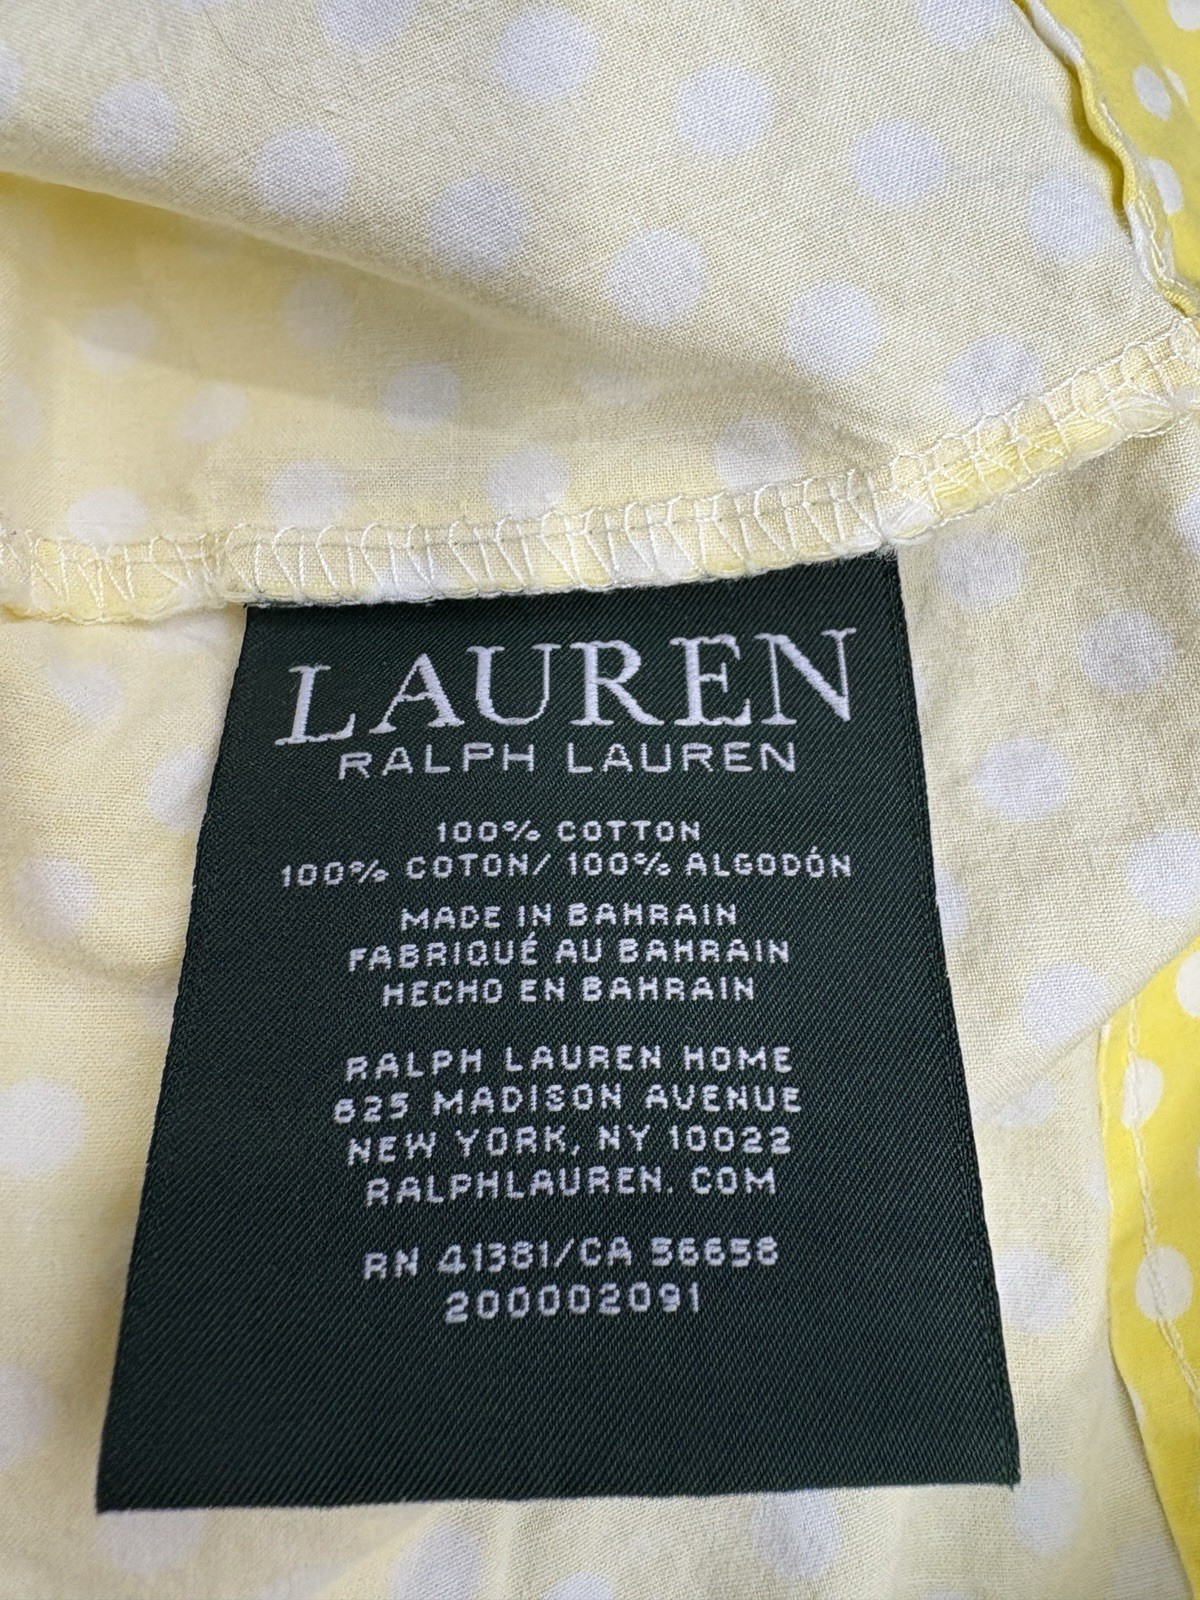 LAUREN
RALPH LAUREN
100% COTTON
100% COTON/ 100% ALGODÓN
MADE IN BAHRAIN
FABRIQUÉ AU BAHRAIN
HECHO EN BAHRAIN
RALPH LAUREN HOME
625 MADISON AVENUE
NEW YORK, NY 10022
RALPHLAUREN. COM
RN 41381/CA 56658
200002091